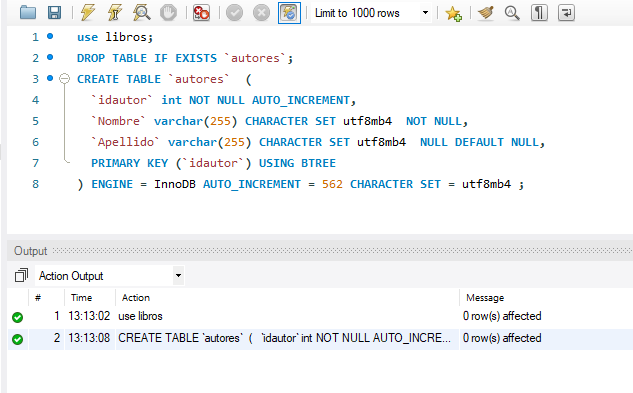 Limit to 1000 rows
1 use libros;
2 DROP TABLE IF EXISTS `autores`;
3 CREATE TABLE `autores`  (
4 `idautor` int NOT NULL AUTO_INCREMENT,
5 `Nombre` varchar(255) CHARACTER SET utf8mb4  NOT NULL,
6 `Apellido` varchar(255) CHARACTER SET utf8mb4  NULL DEFAULT NULL,
7 PRIMARY KEY (`idautor`) USING BTREE
8 ) ENGINE = InnoDB AUTO_INCREMENT = 562 CHARACTER SET = utf8mb4 ;
Output
Action Output
# Time Action Message
1 13:13:02 use libros 0 row(s) affected
2 13:13:08 CREATE TABLE `autores`  (   `idautor` int NOT NULL AUTO_INCRE... 0 row(s) affected